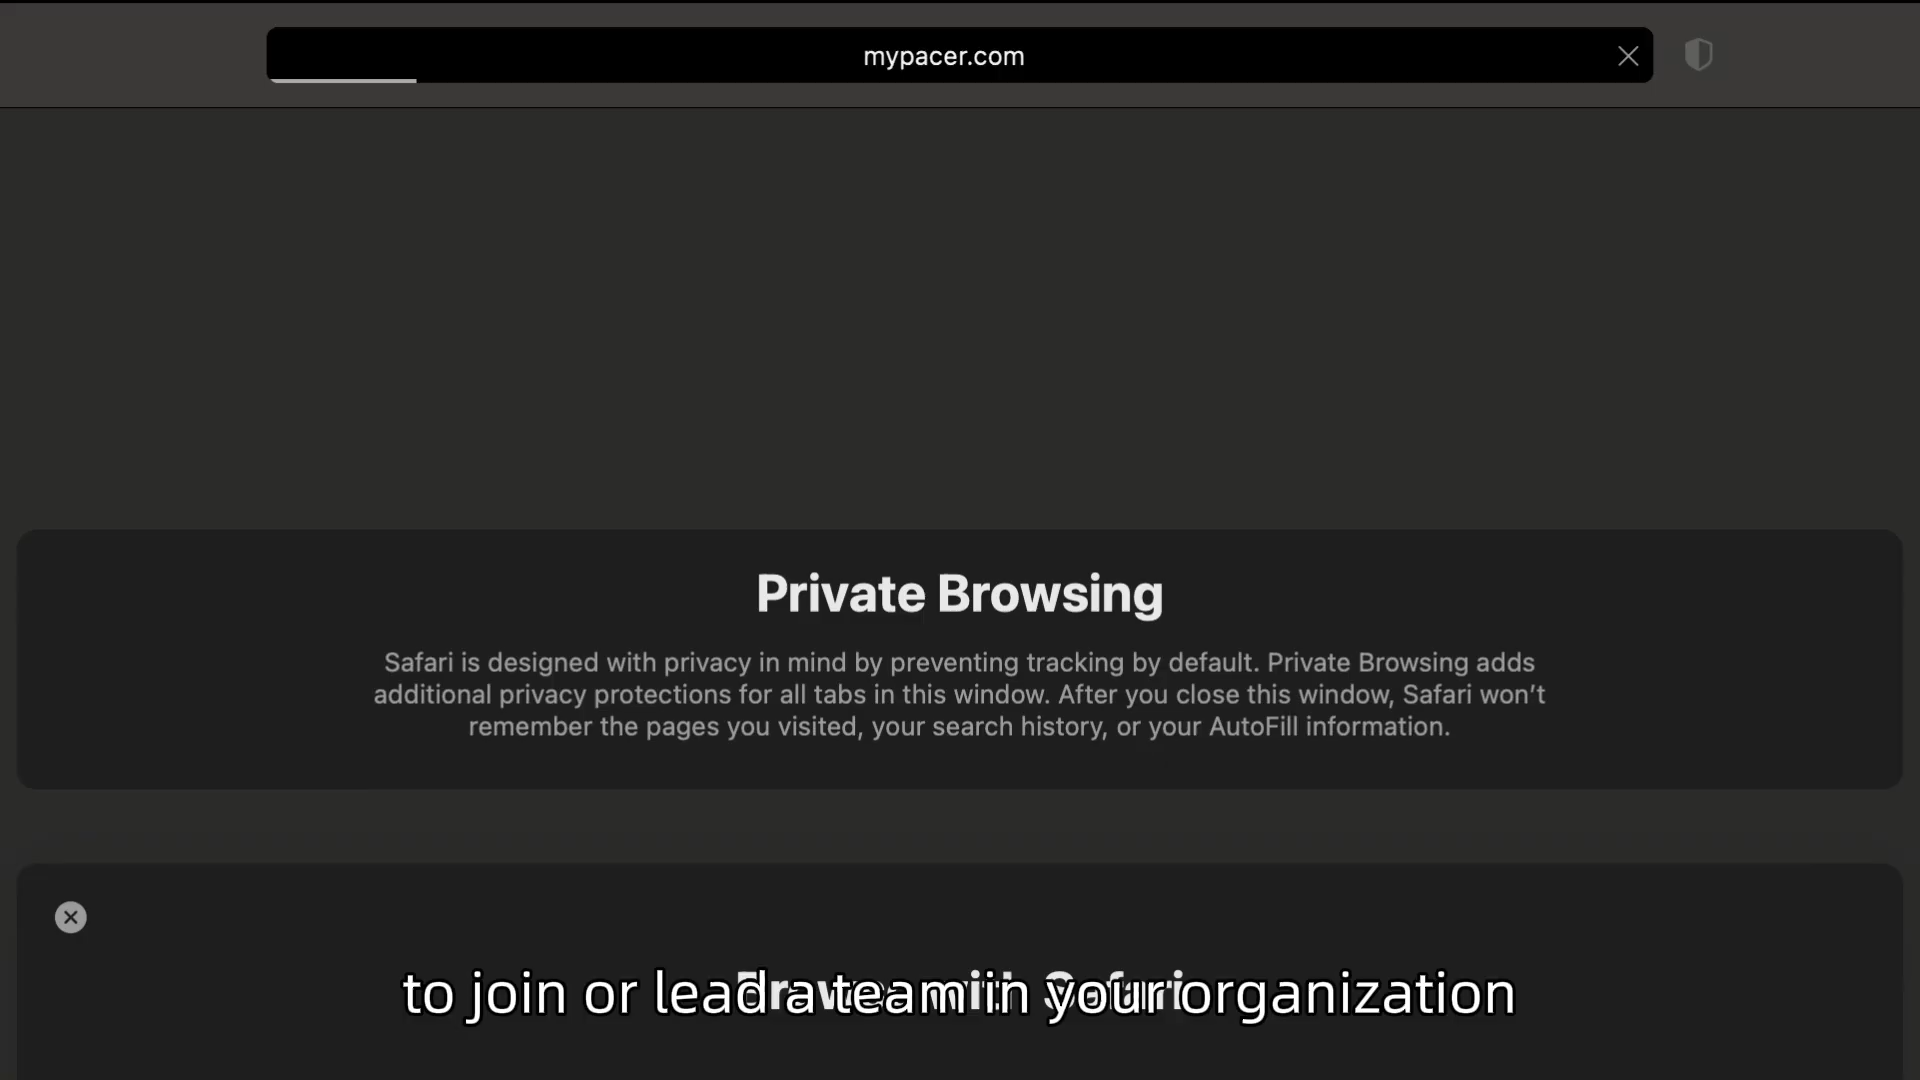 mypacer.com
Private Browsing
Safari is designed with privacy in mind by preventing tracking by default. Private Browsing adds
additional privacy protections for all tabs in this window. After you close this window, Safari won’t
remember the pages you visited, your search history, or your AutoFill information.
to join or lead a team in your organization